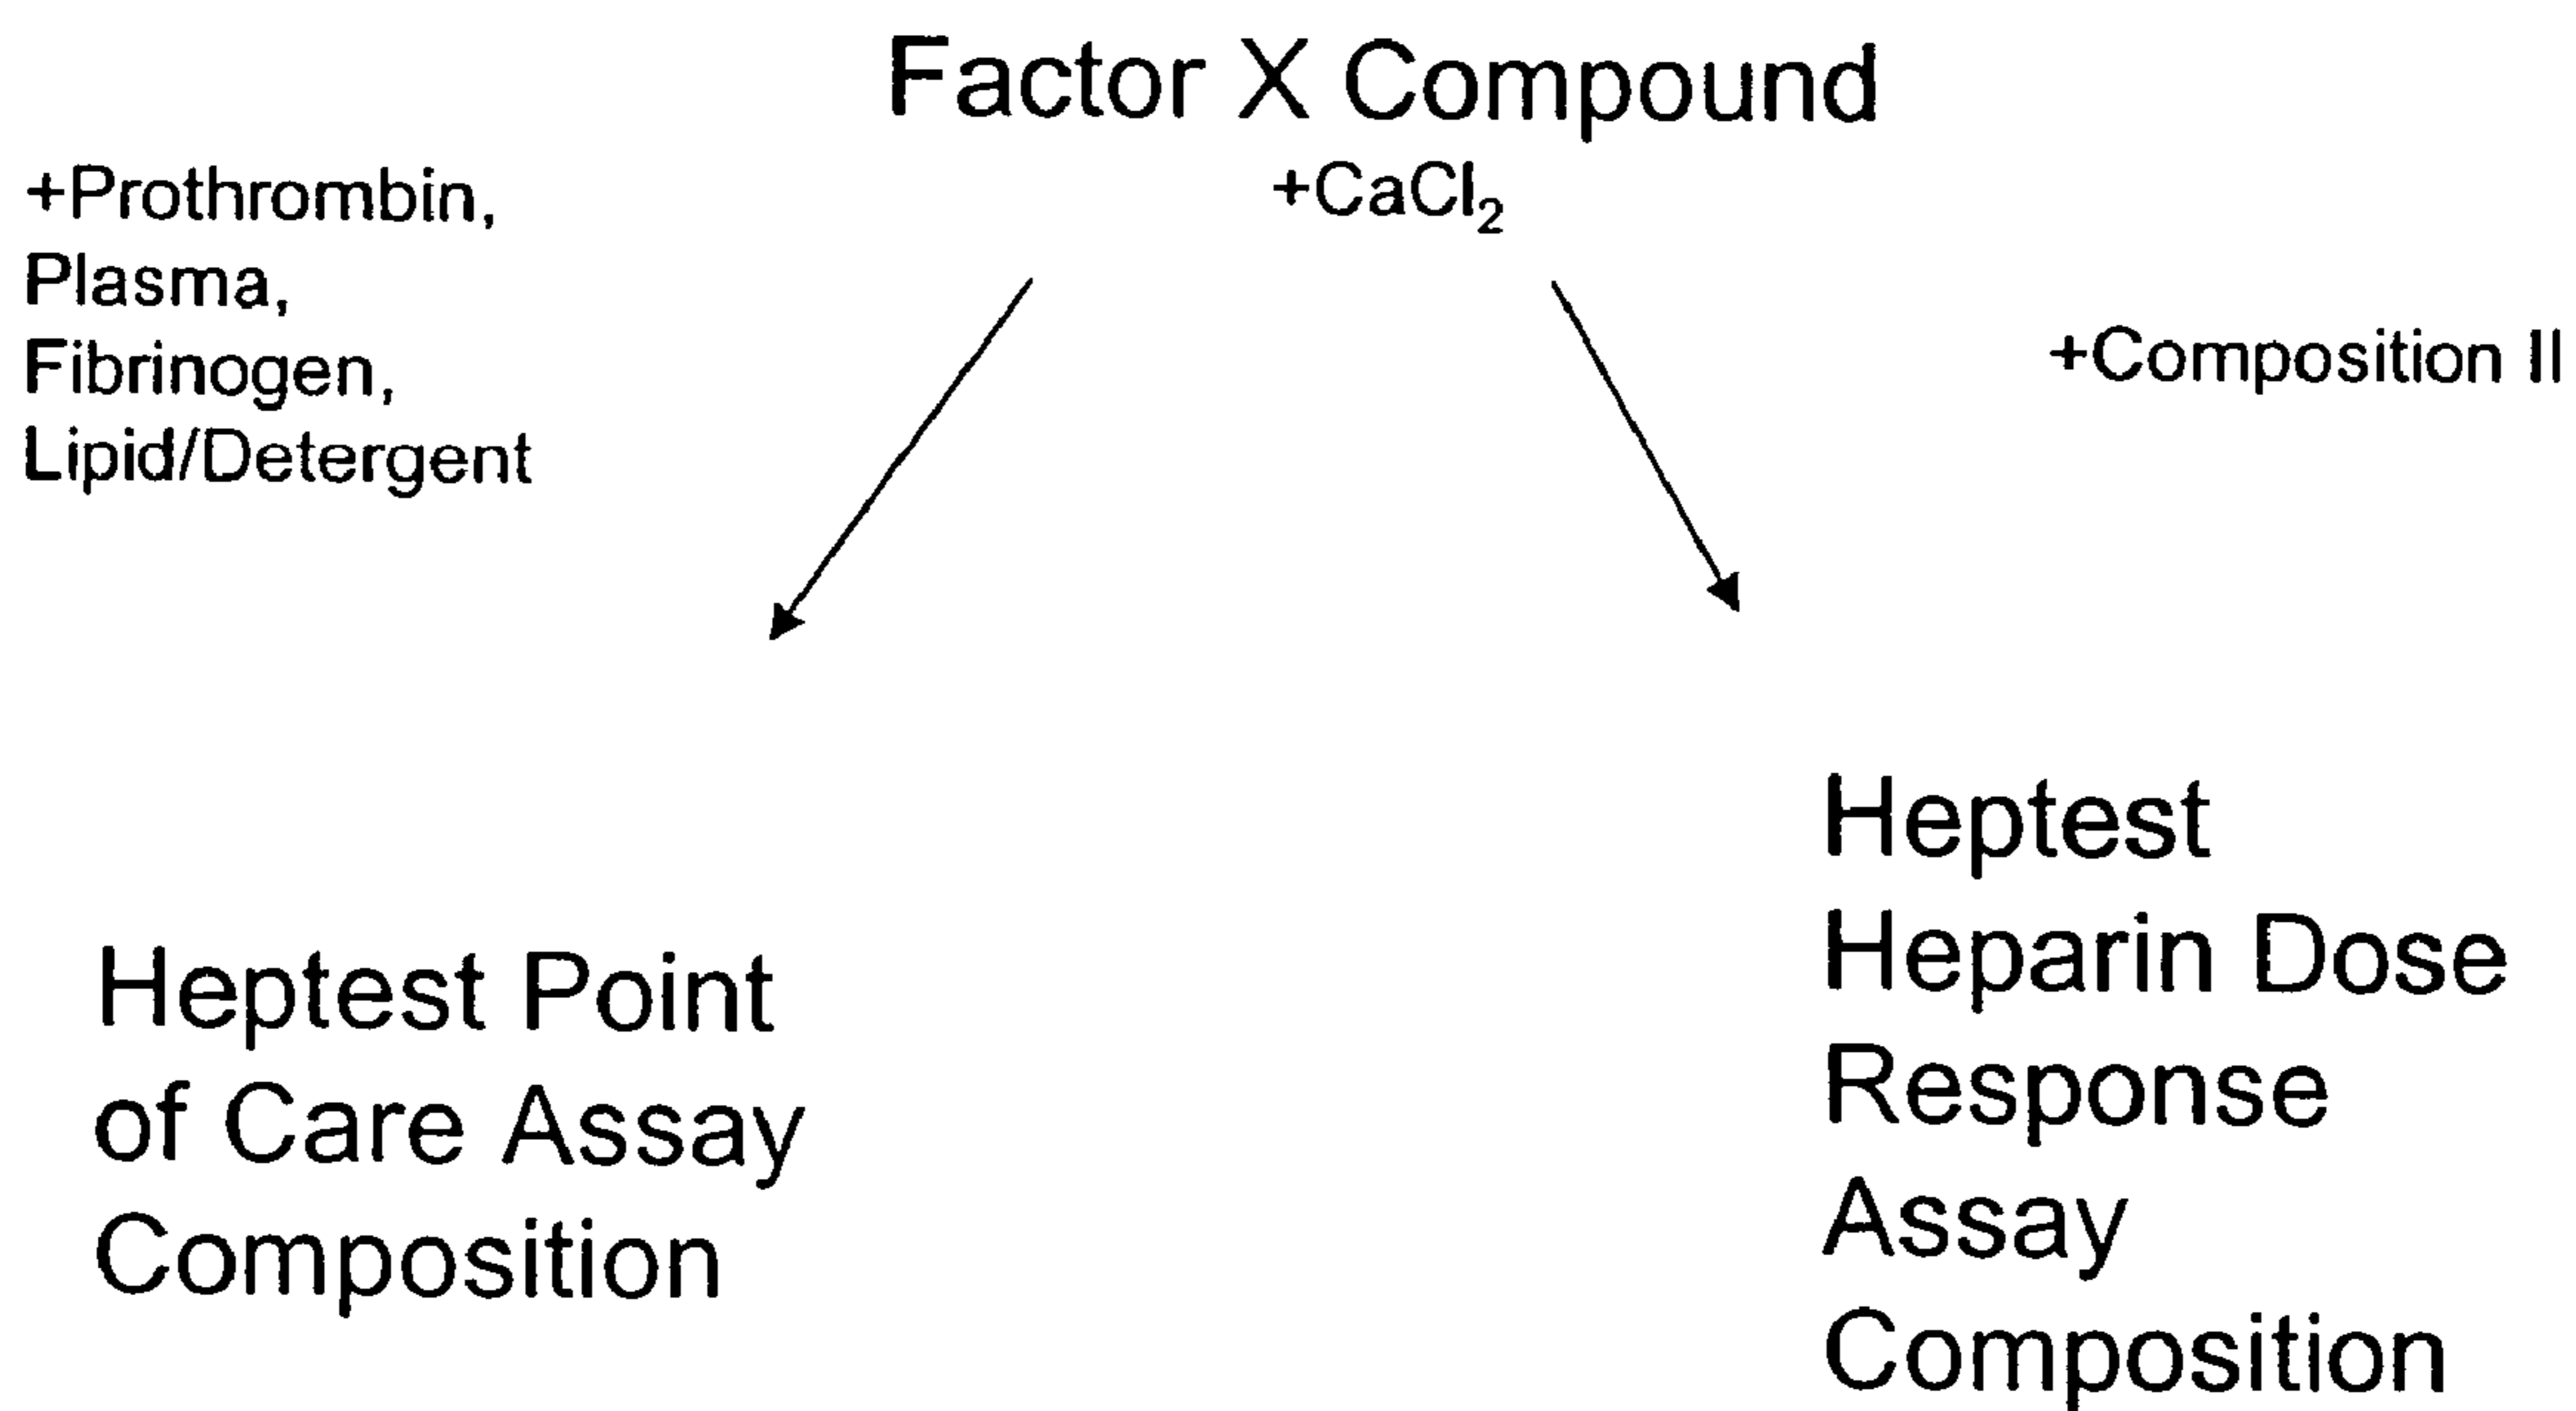 Factor X Compound
+CaCl₂
+Prothrombin,
Plasma,
Fibrinogen,
Lipid/Detergent
+Composition II
Heptest Point
of Care Assay
Composition
Heptest
Heparin Dose
Response
Assay
Composition